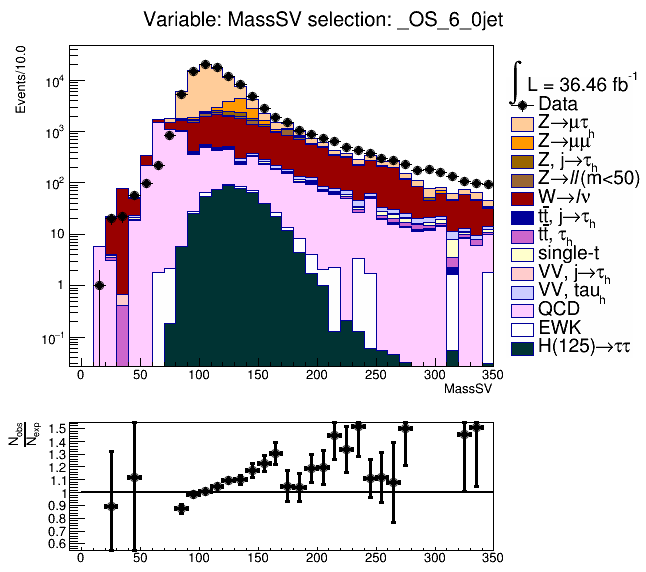 Variable: MassSV selection: _OS_6_0jet
Events/10.0
10⁴
10³
10²
10
1
10⁻¹
0 50 100 150 200 250 300 350
MassSV
∫ L = 36.46 fb⁻¹
Data
Z→μτh
Z→μμ
Z, j→τh
Z→ll(m<50)
W→lν
tt̄, j→τh
tt̄, τh
single-t
VV, j→τh
VV, tauh
QCD
EWK
H(125)→ττ
Nobs
Nexp
1.5
1.4
1.3
1.2
1.1
1
0.9
0.8
0.7
0.6
0 50 100 150 200 250 300 350